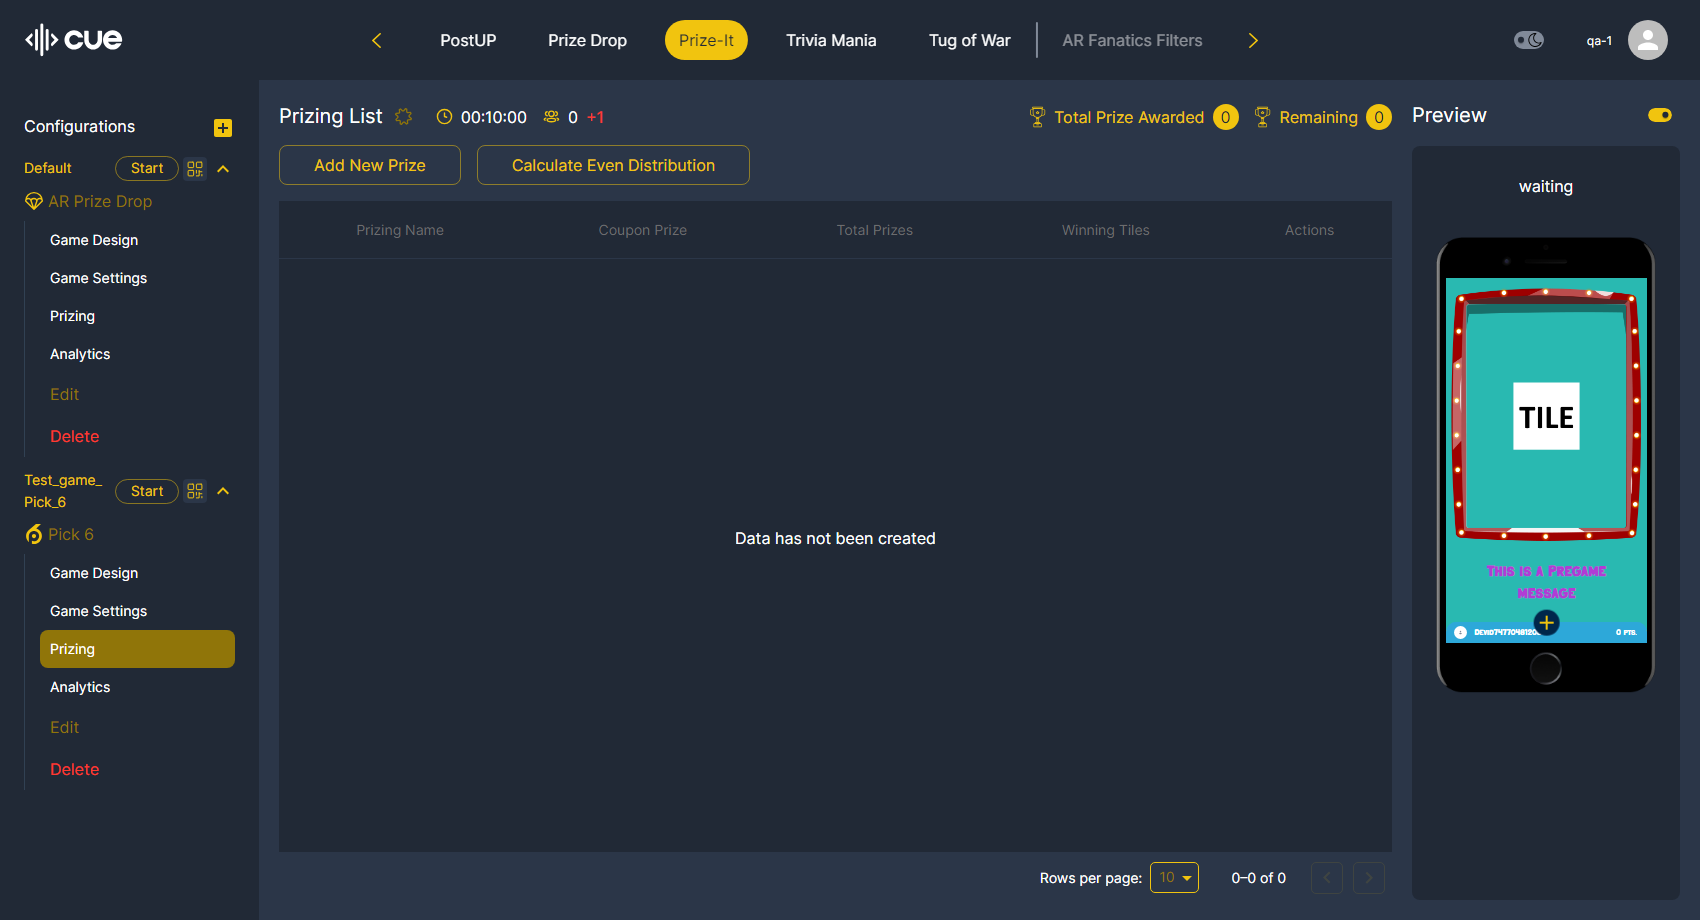 cue
PostUP
Prize Drop
Prize-It
Trivia Mania
Tug of War
AR Fanatics Filters
qa-1
Configurations
Default
Start
AR Prize Drop
Game Design
Game Settings
Prizing
Analytics
Edit
Delete
Test_game_
Pick_6
Start
Pick 6
Game Design
Game Settings
Prizing
Analytics
Edit
Delete
Prizing List
00:10:00
0 +1
Total Prize Awarded 0
Remaining 0
Add New Prize
Calculate Even Distribution
Prizing Name
Coupon Prize
Total Prizes
Winning Tiles
Actions
Data has not been created
Rows per page: 10
0–0 of 0
Preview
waiting
TILE
THIS IS A PREGAME
MESSAGE
0 PTS.